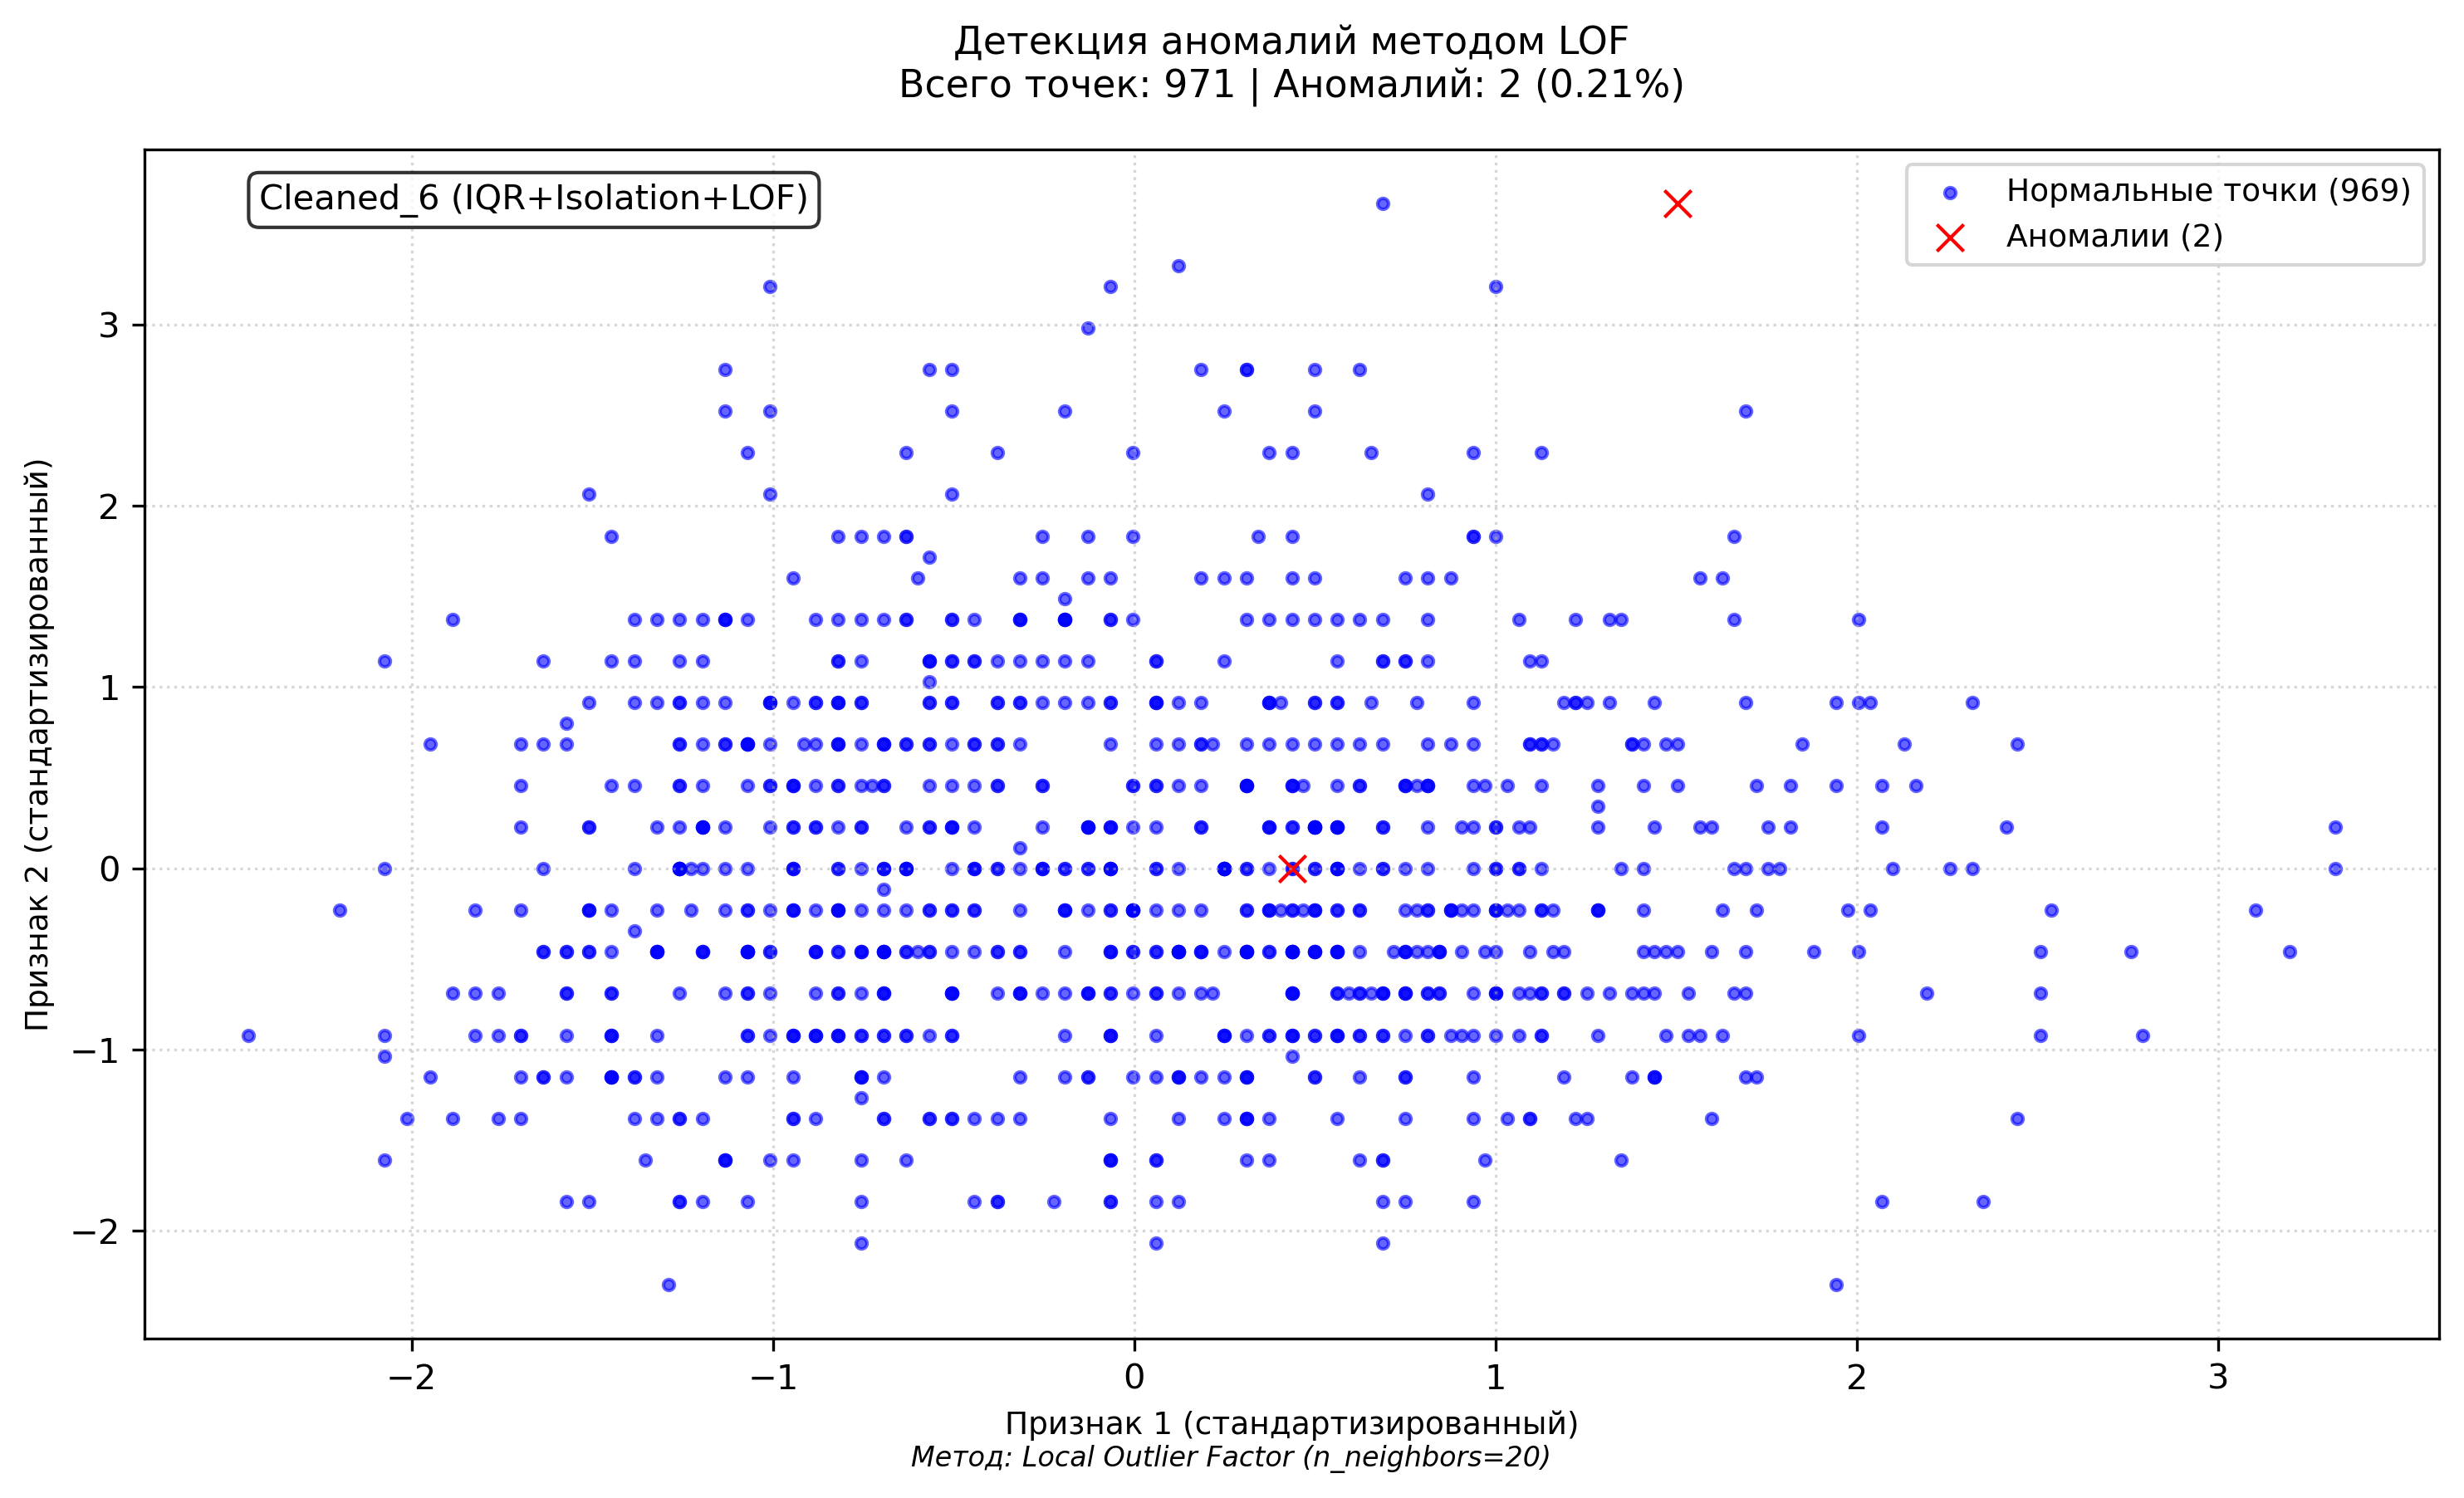 Детекция аномалий методом LOF
Всего точек: 971 | Аномалий: 2 (0.21%)
Cleaned_6 (IQR+Isolation+LOF)
Нормальные точки (969)
Аномалии (2)
Признак 2 (стандартизированный)
3
2
1
0
−1
−2
−2
−1
0
1
2
3
Признак 1 (стандартизированный)
Метод: Local Outlier Factor (n_neighbors=20)